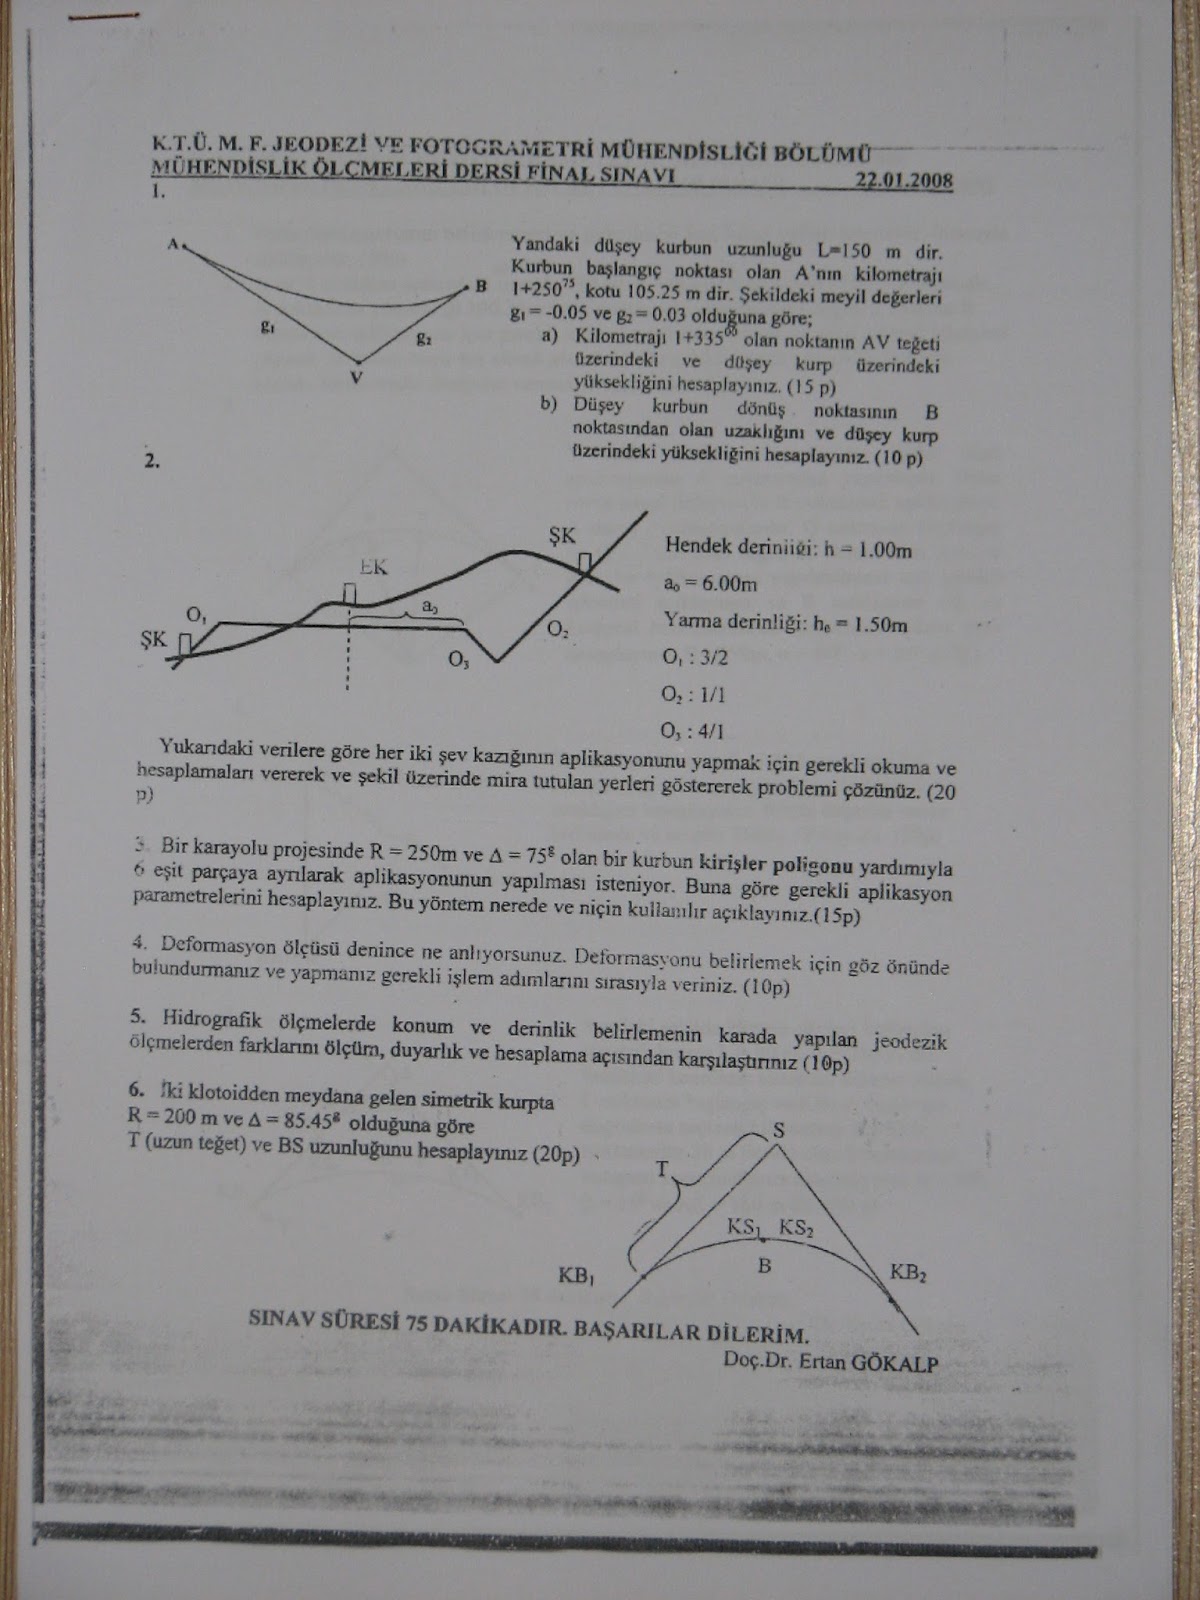 K.T.Ü. M. F. JEODEZİ VE FOTOGRAMETRİ MÜHENDİSLİĞİ BÖLÜMÜ
MÜHENDİSLİK ÖLÇMELERİ DERSİ FİNAL SINAVI 22.01.2008
1.
A
B
g₁
g₂
V
Yandaki düşey kurbun uzunluğu L=150 m dir.
Kurbun başlangıç noktası olan A'nın kilometrajı
1+250⁷⁵, kotu 105.25 m dir. Şekildeki meyil değerleri
g₁ = -0.05 ve g₂ = 0.03 olduğuna göre;
a) Kilometrajı 1+335⁰⁰ olan noktanın AV teğeti
üzerindeki ve düşey kurp üzerindeki
yüksekliğini hesaplayınız. (15 p)
b) Düşey kurbun dönüş noktasının B
noktasından olan uzaklığını ve düşey kurp
üzerindeki yüksekliğini hesaplayınız. (10 p)
2.
ŞK
EK
ŞK
O₁
a₀
O₂
O₃
Hendek derinliği: h = 1.00m
a₀ = 6.00m
Yarma derinliği: hₑ = 1.50m
O₁ : 3/2
O₂ : 1/1
O₃ : 4/1
Yukarıdaki verilere göre her iki şev kazığının aplikasyonunu yapmak için gerekli okuma ve
hesaplamaları vererek ve şekil üzerinde mira tutulan yerleri göstererek problemi çözünüz. (20
p)
3. Bir karayolu projesinde R = 250m ve Δ = 75ᵍ olan bir kurbun kirişler poligonu yardımıyla
6 eşit parçaya ayrılarak aplikasyonunun yapılması isteniyor. Buna göre gerekli aplikasyon
parametrelerini hesaplayınız. Bu yöntem nerede ve niçin kullanılır açıklayınız.(15p)
4. Deformasyon ölçüsü denince ne anlıyorsunuz. Deformasyonu belirlemek için göz önünde
bulundurmanız ve yapmanız gerekli işlem adımlarını sırasıyla veriniz. (10p)
5. Hidrografik ölçmelerde konum ve derinlik belirlemenin karada yapılan jeodezik
ölçmelerden farklarını ölçüm, duyarlık ve hesaplama açısından karşılaştırınız (10p)
6. İki klotoidden meydana gelen simetrik kurpta
R = 200 m ve Δ = 85.45ᵍ olduğuna göre
T (uzun teğet) ve BS uzunluğunu hesaplayınız (20p)
S
T
KS₁ KS₂
B
KB₁
KB₂
SINAV SÜRESİ 75 DAKİKADIR. BAŞARILAR DİLERİM.
Doç.Dr. Ertan GÖKALP